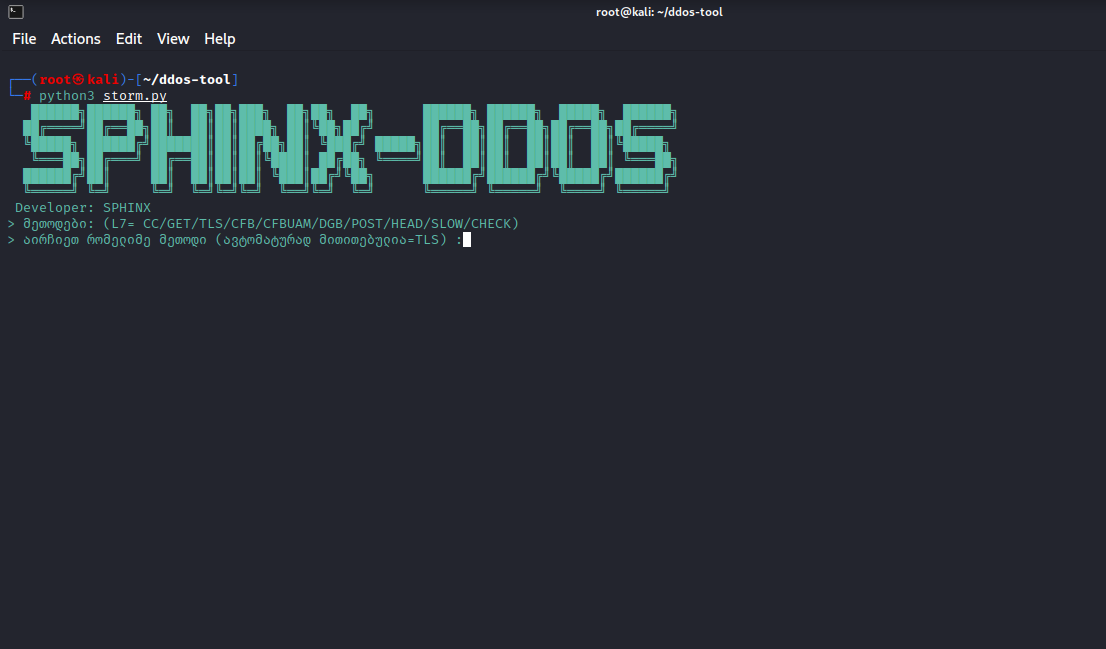 root@kali: ~/ddos-tool
File Actions Edit View Help
┌──(root㉿kali)-[~/ddos-tool]
└─# python3 storm.py
SPHINX-DDOS
Developer: SPHINX
> მეთოდები: (L7= CC/GET/TLS/CFB/CFBUAM/DGB/POST/HEAD/SLOW/CHECK)
> აირჩიეთ რომელიმე მეთოდი (ავტომატურად მითითებულია=TLS) :